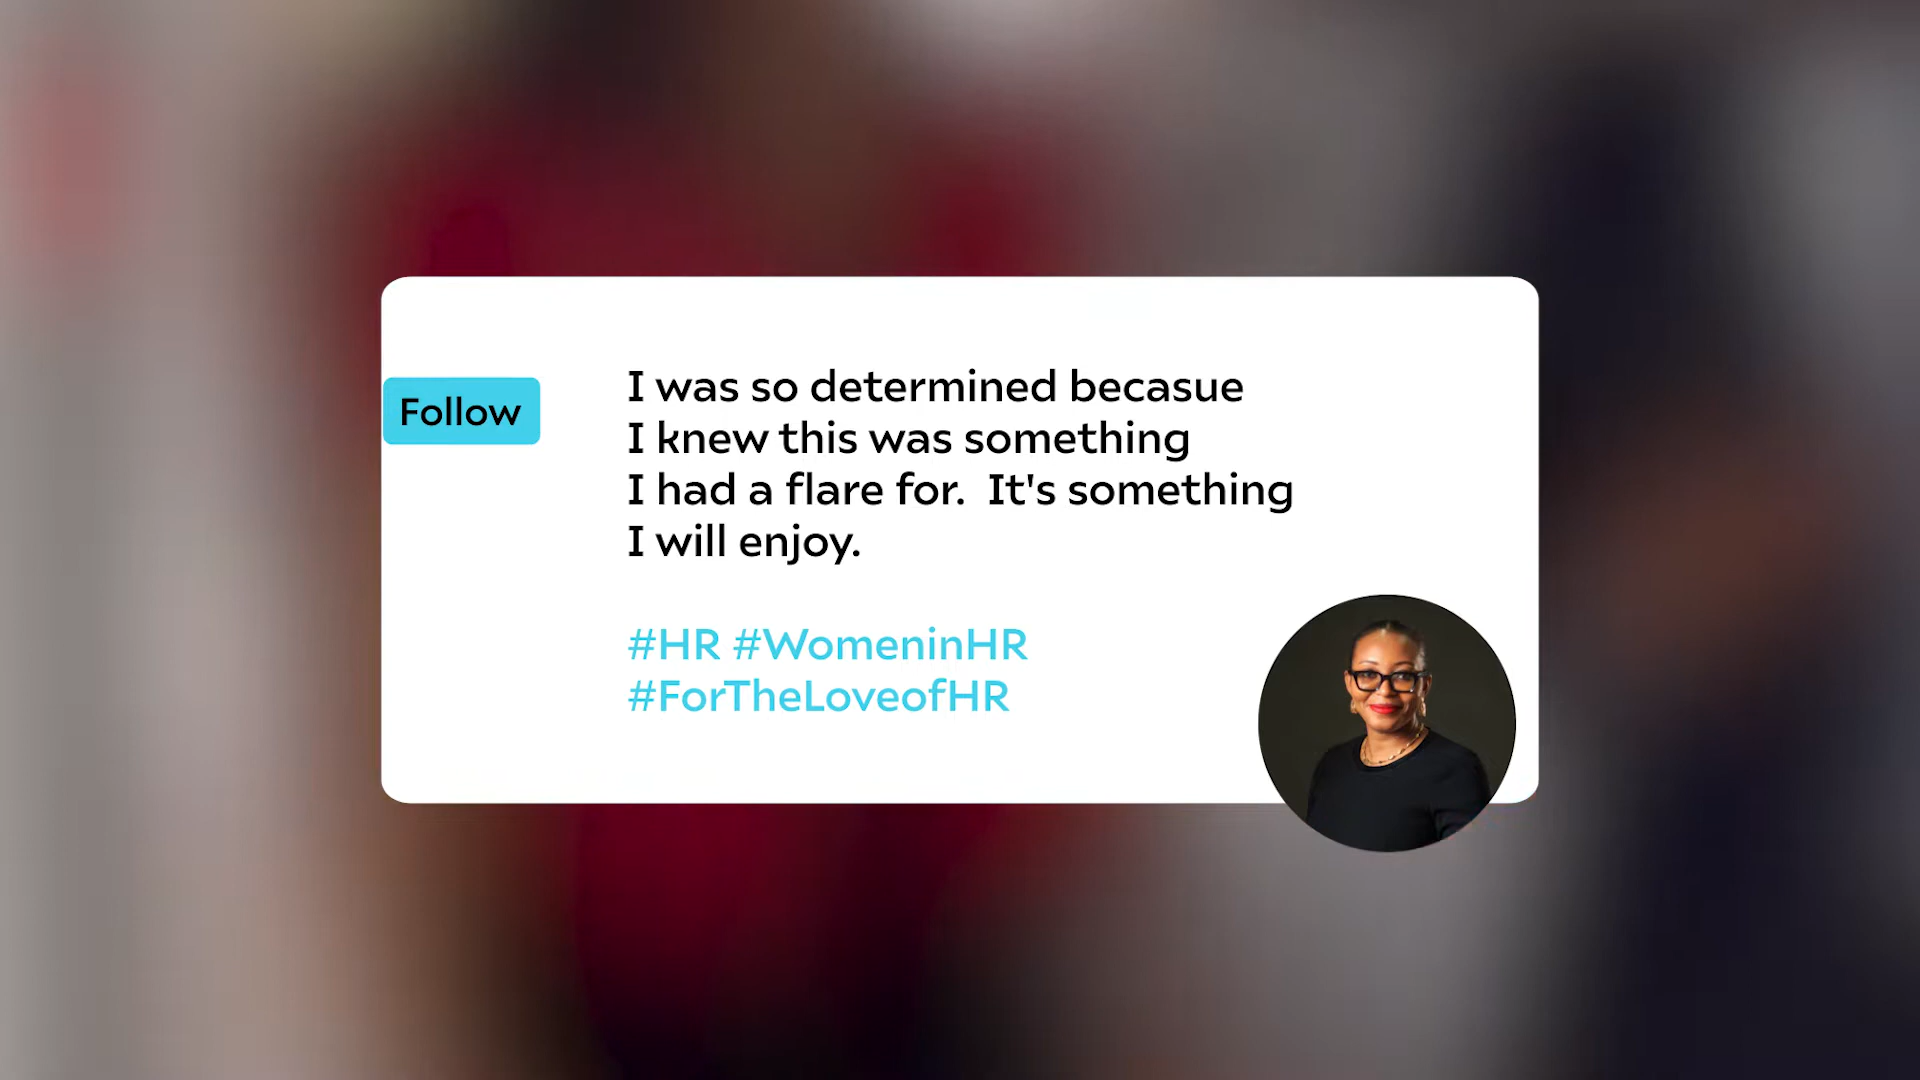 Follow
I was so determined becasue
I knew this was something
I had a flare for.  It's something
I will enjoy.
#HR #WomeninHR
#ForTheLoveofHR